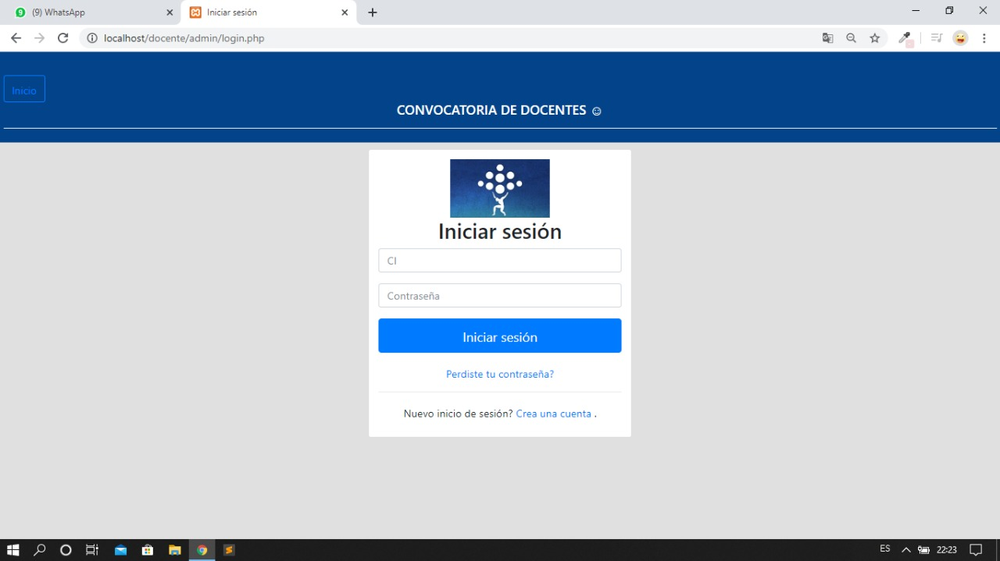 (9) WhatsApp
Iniciar sesión
localhost/docente/admin/login.php
Inicio
CONVOCATORIA DE DOCENTES ☺
Iniciar sesión
CI
Contraseña
Iniciar sesión
Perdiste tu contraseña?
Nuevo inicio de sesión? Crea una cuenta .
ES 22:23